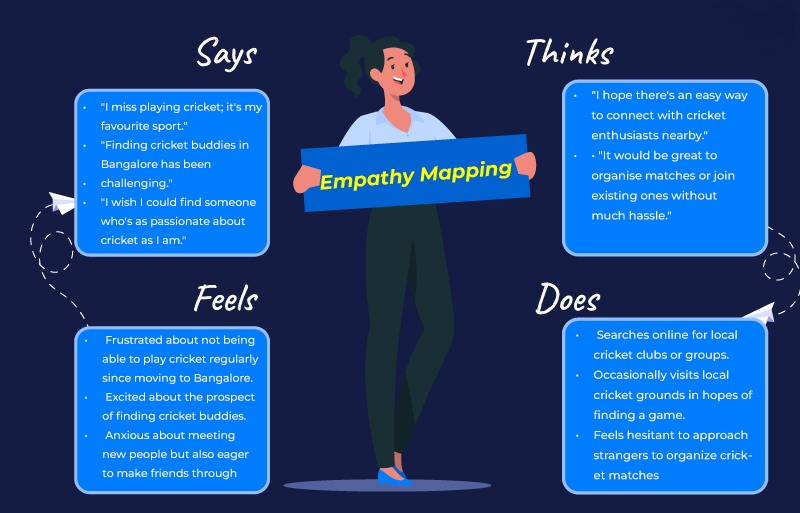 Says
• "I miss playing cricket; it's my
favourite sport."
• "Finding cricket buddies in
Bangalore has been
• challenging."
• "I wish I could find someone
who's as passionate about
cricket as I am."
Thinks
• "I hope there's an easy way
to connect with cricket
enthusiasts nearby."
• • "It would be great to
organise matches or join
existing ones without
much hassle."
Empathy Mapping
Feels
• Frustrated about not being
able to play cricket regularly
since moving to Bangalore.
• Excited about the prospect
of finding cricket buddies.
• Anxious about meeting
new people but also eager
to make friends through
Does
• Searches online for local
cricket clubs or groups.
• Occasionally visits local
cricket grounds in hopes of
finding a game.
• Feels hesitant to approach
strangers to organize crick-
et matches